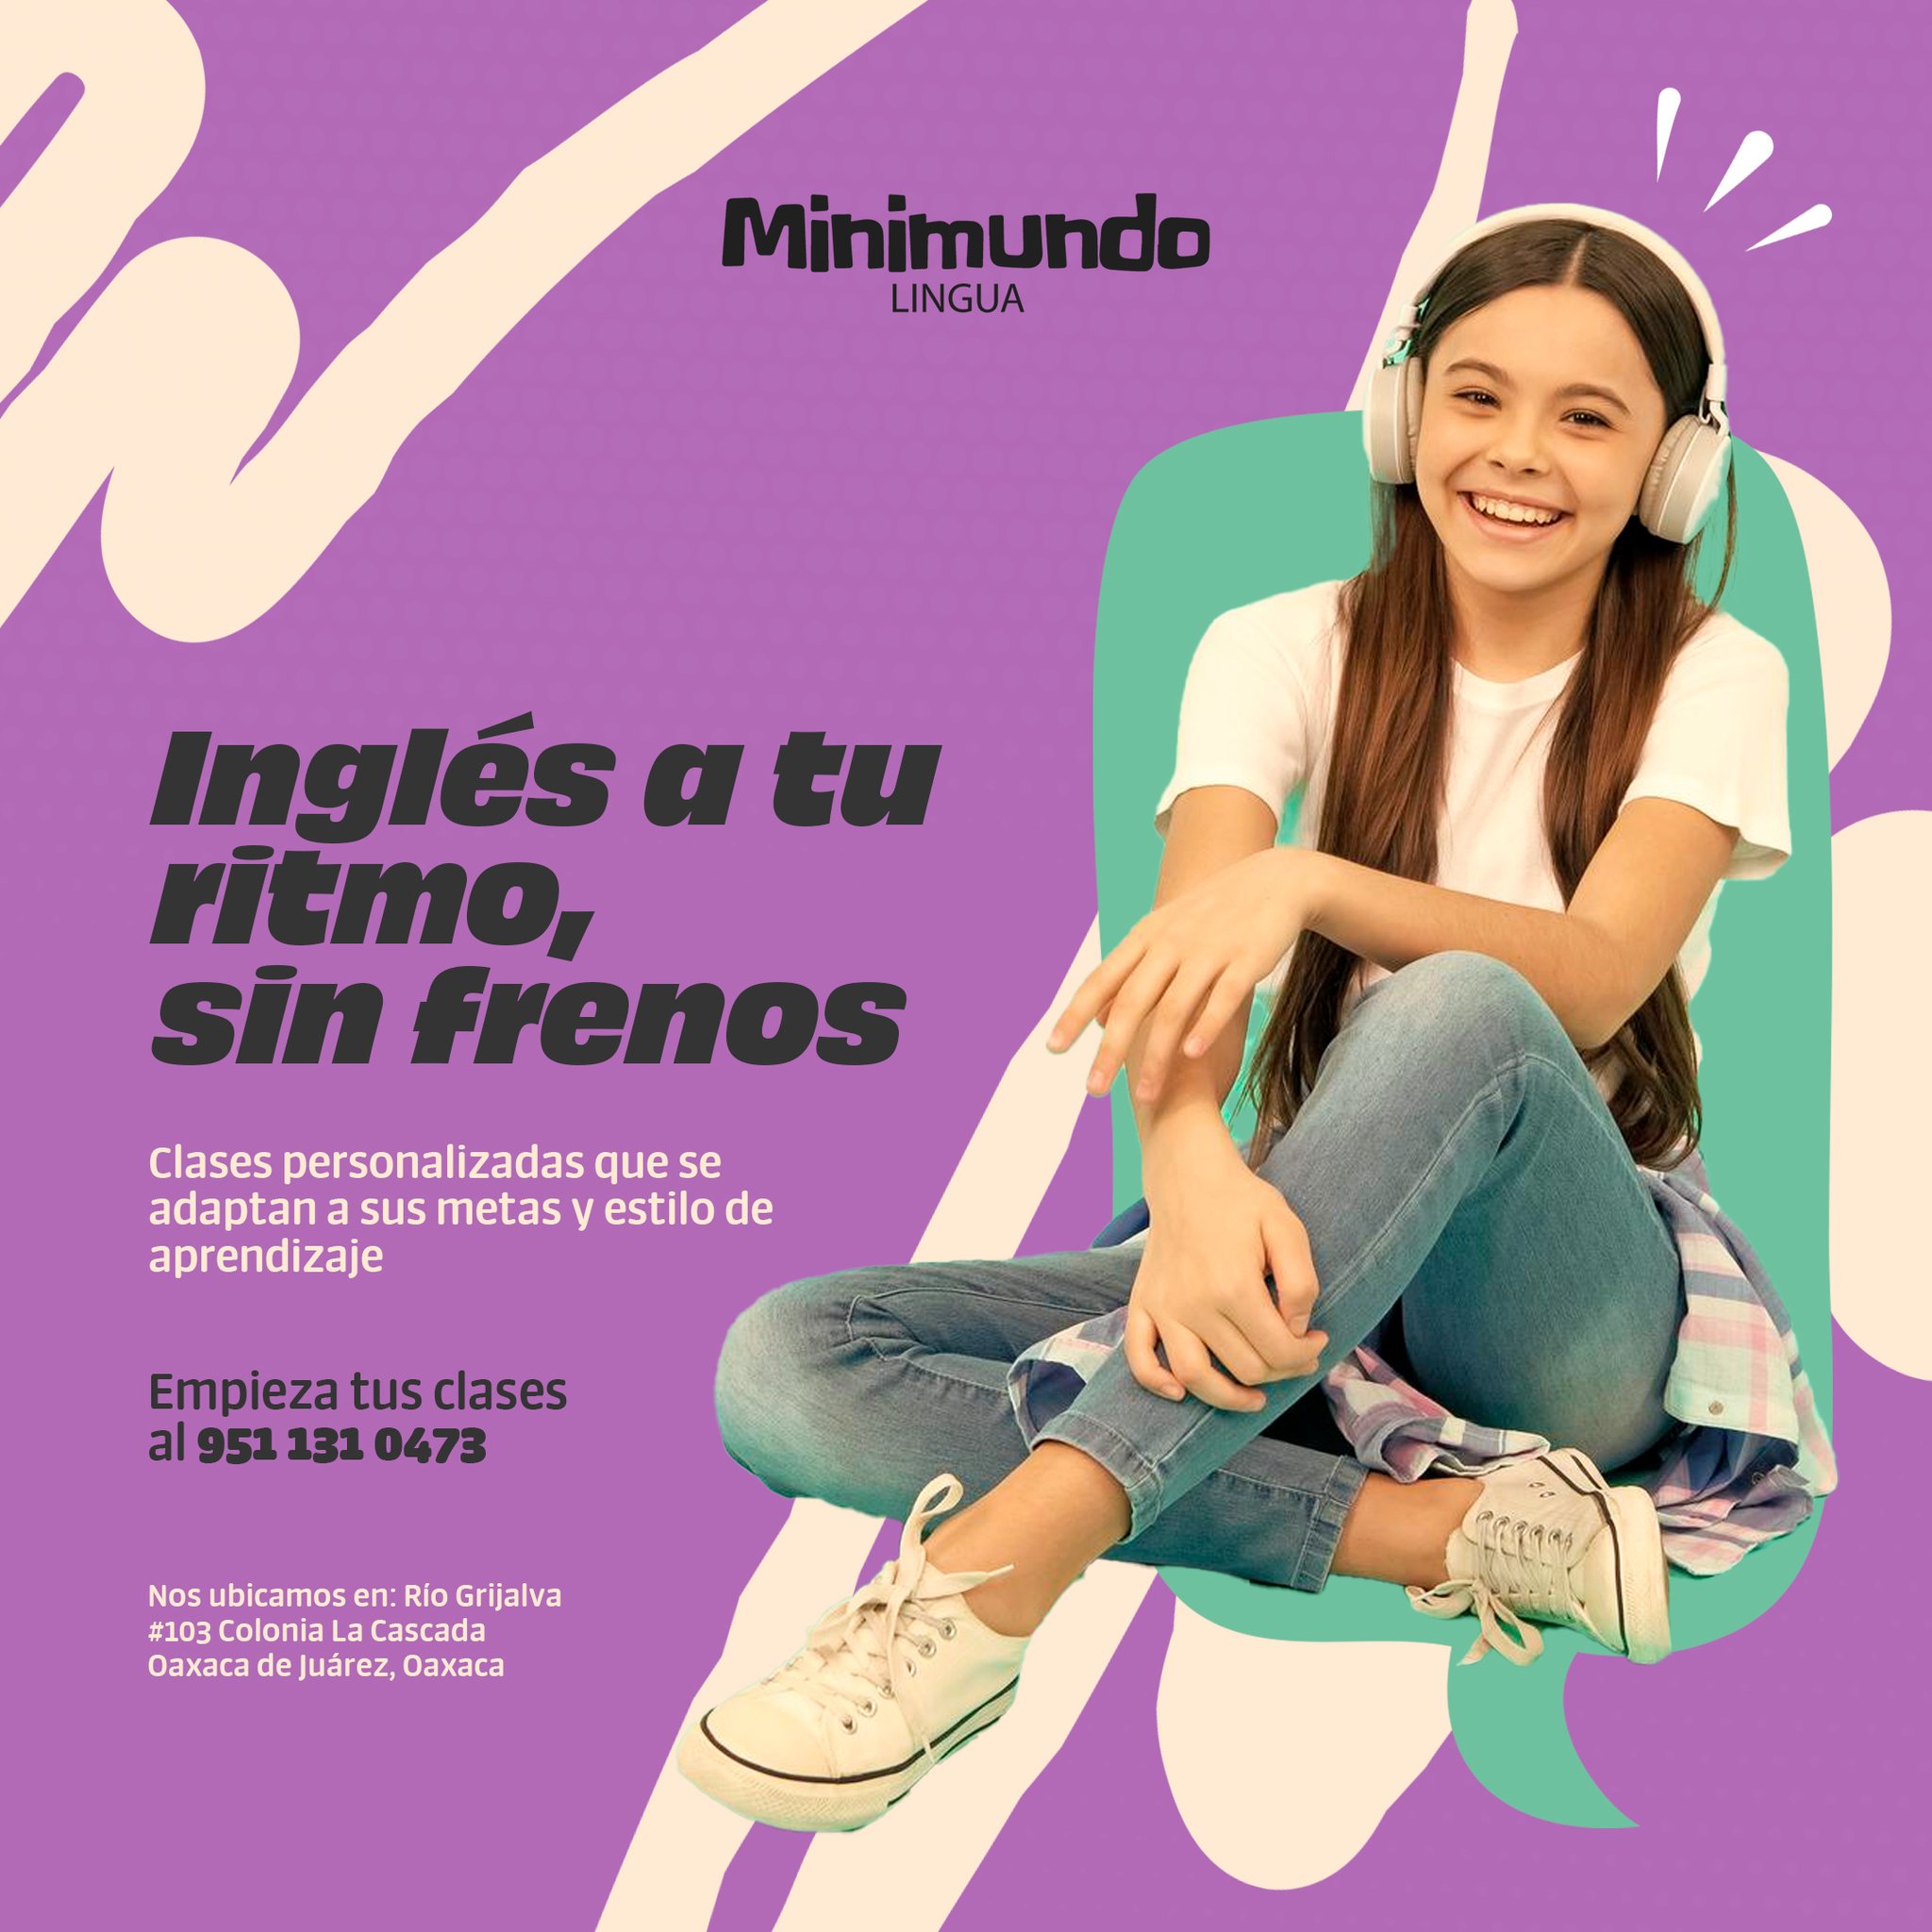 Minimundo
LINGUA
Inglés a tu
ritmo,
sin frenos
Clases personalizadas que se
adaptan a sus metas y estilo de
aprendizaje
Empieza tus clases
al 951 131 0473
Nos ubicamos en: Río Grijalva
#103 Colonia La Cascada
Oaxaca de Juárez, Oaxaca